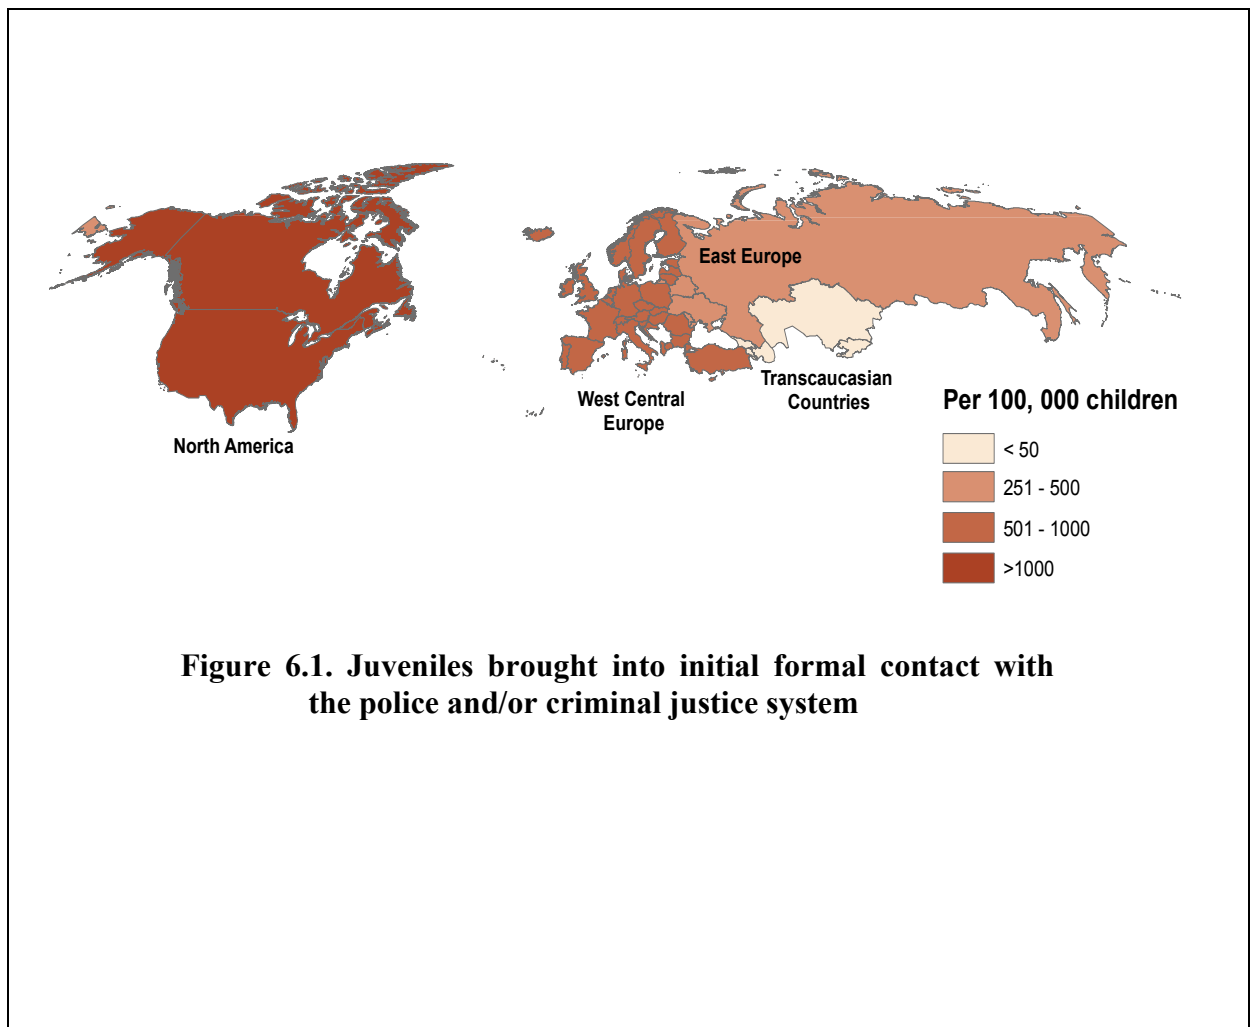 East Europe
Transcaucasian
Countries
West Central
Europe
North America
Per 100, 000 children
< 50
251 - 500
501 - 1000
>1000
Figure 6.1. Juveniles brought into initial formal contact with
the police and/or criminal justice system